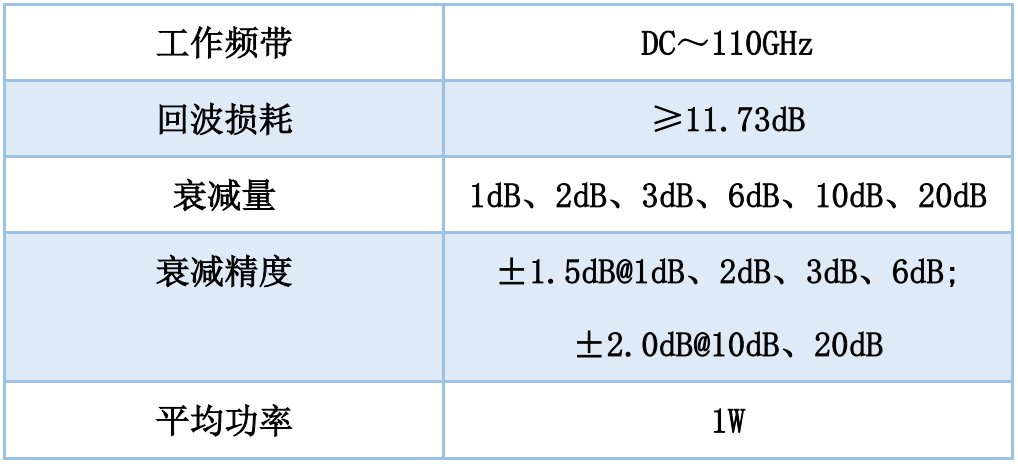 工作频带 DC～110GHz
回波损耗 ≥11.73dB
衰减量 1dB、2dB、3dB、6dB、10dB、20dB
衰减精度 ±1.5dB@1dB、2dB、3dB、6dB;
±2.0dB@10dB、20dB
平均功率 1W